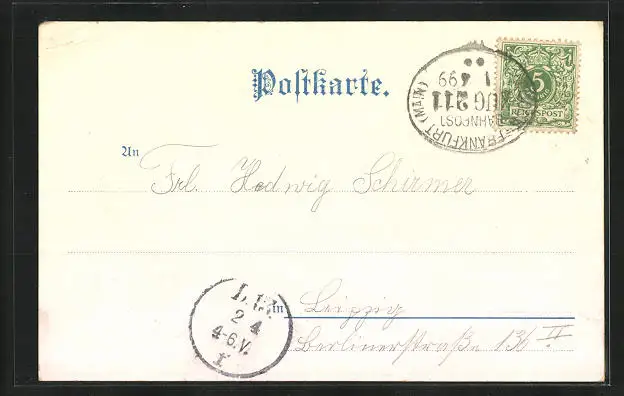 Postkarte.
5
REICHSPOST
FRANKFURT (MAIN)
BAHNPOST
ZUG 211
1 4 99
An
Frl. Hedwig Schirmer
in Leipzig
Berlinerstraße 136 II
2 4
4-6.V.